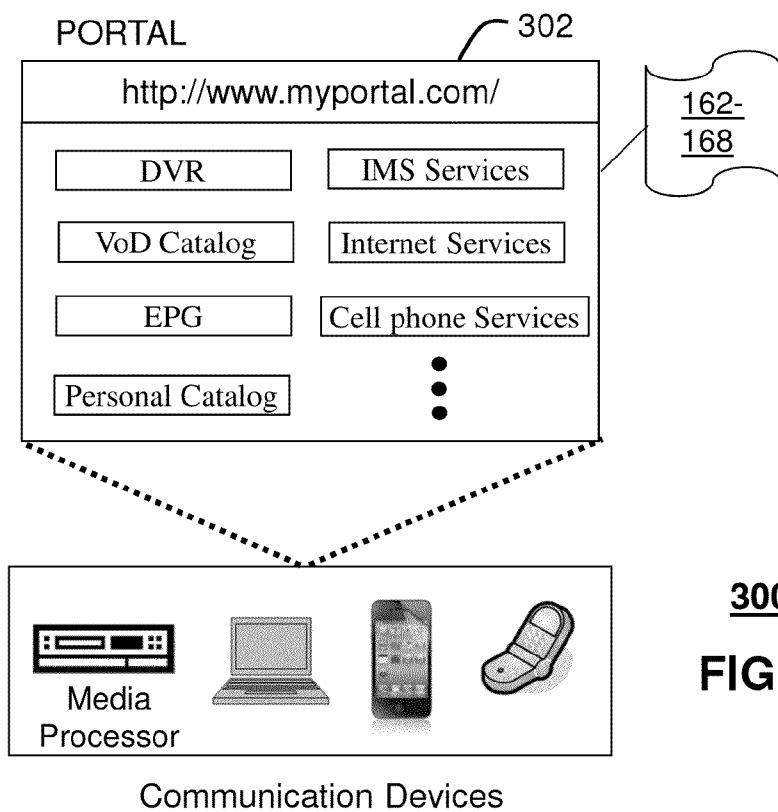 PORTAL
302
http://www.myportal.com/
162-
168
DVR
IMS Services
VoD Catalog
Internet Services
EPG
Cell phone Services
Personal Catalog
300
FIG
Media
Processor
Communication Devices